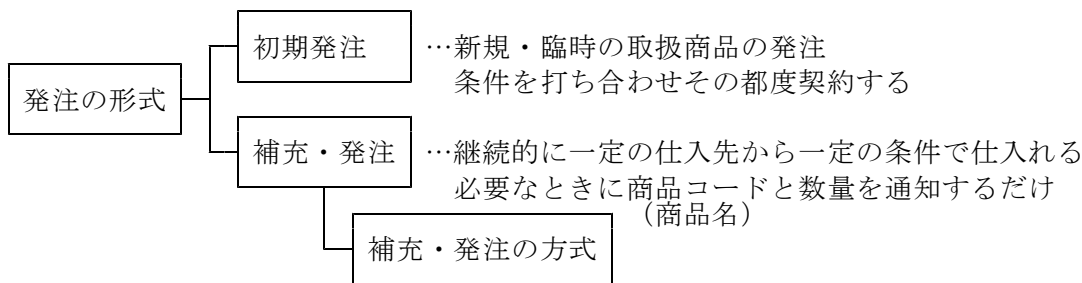 初期発注 …新規・臨時の取扱商品の発注
条件を打ち合わせその都度契約する
発注の形式
補充・発注 …継続的に一定の仕入先から一定の条件で仕入れる
必要なときに商品コードと数量を通知するだけ
（商品名）
補充・発注の方式